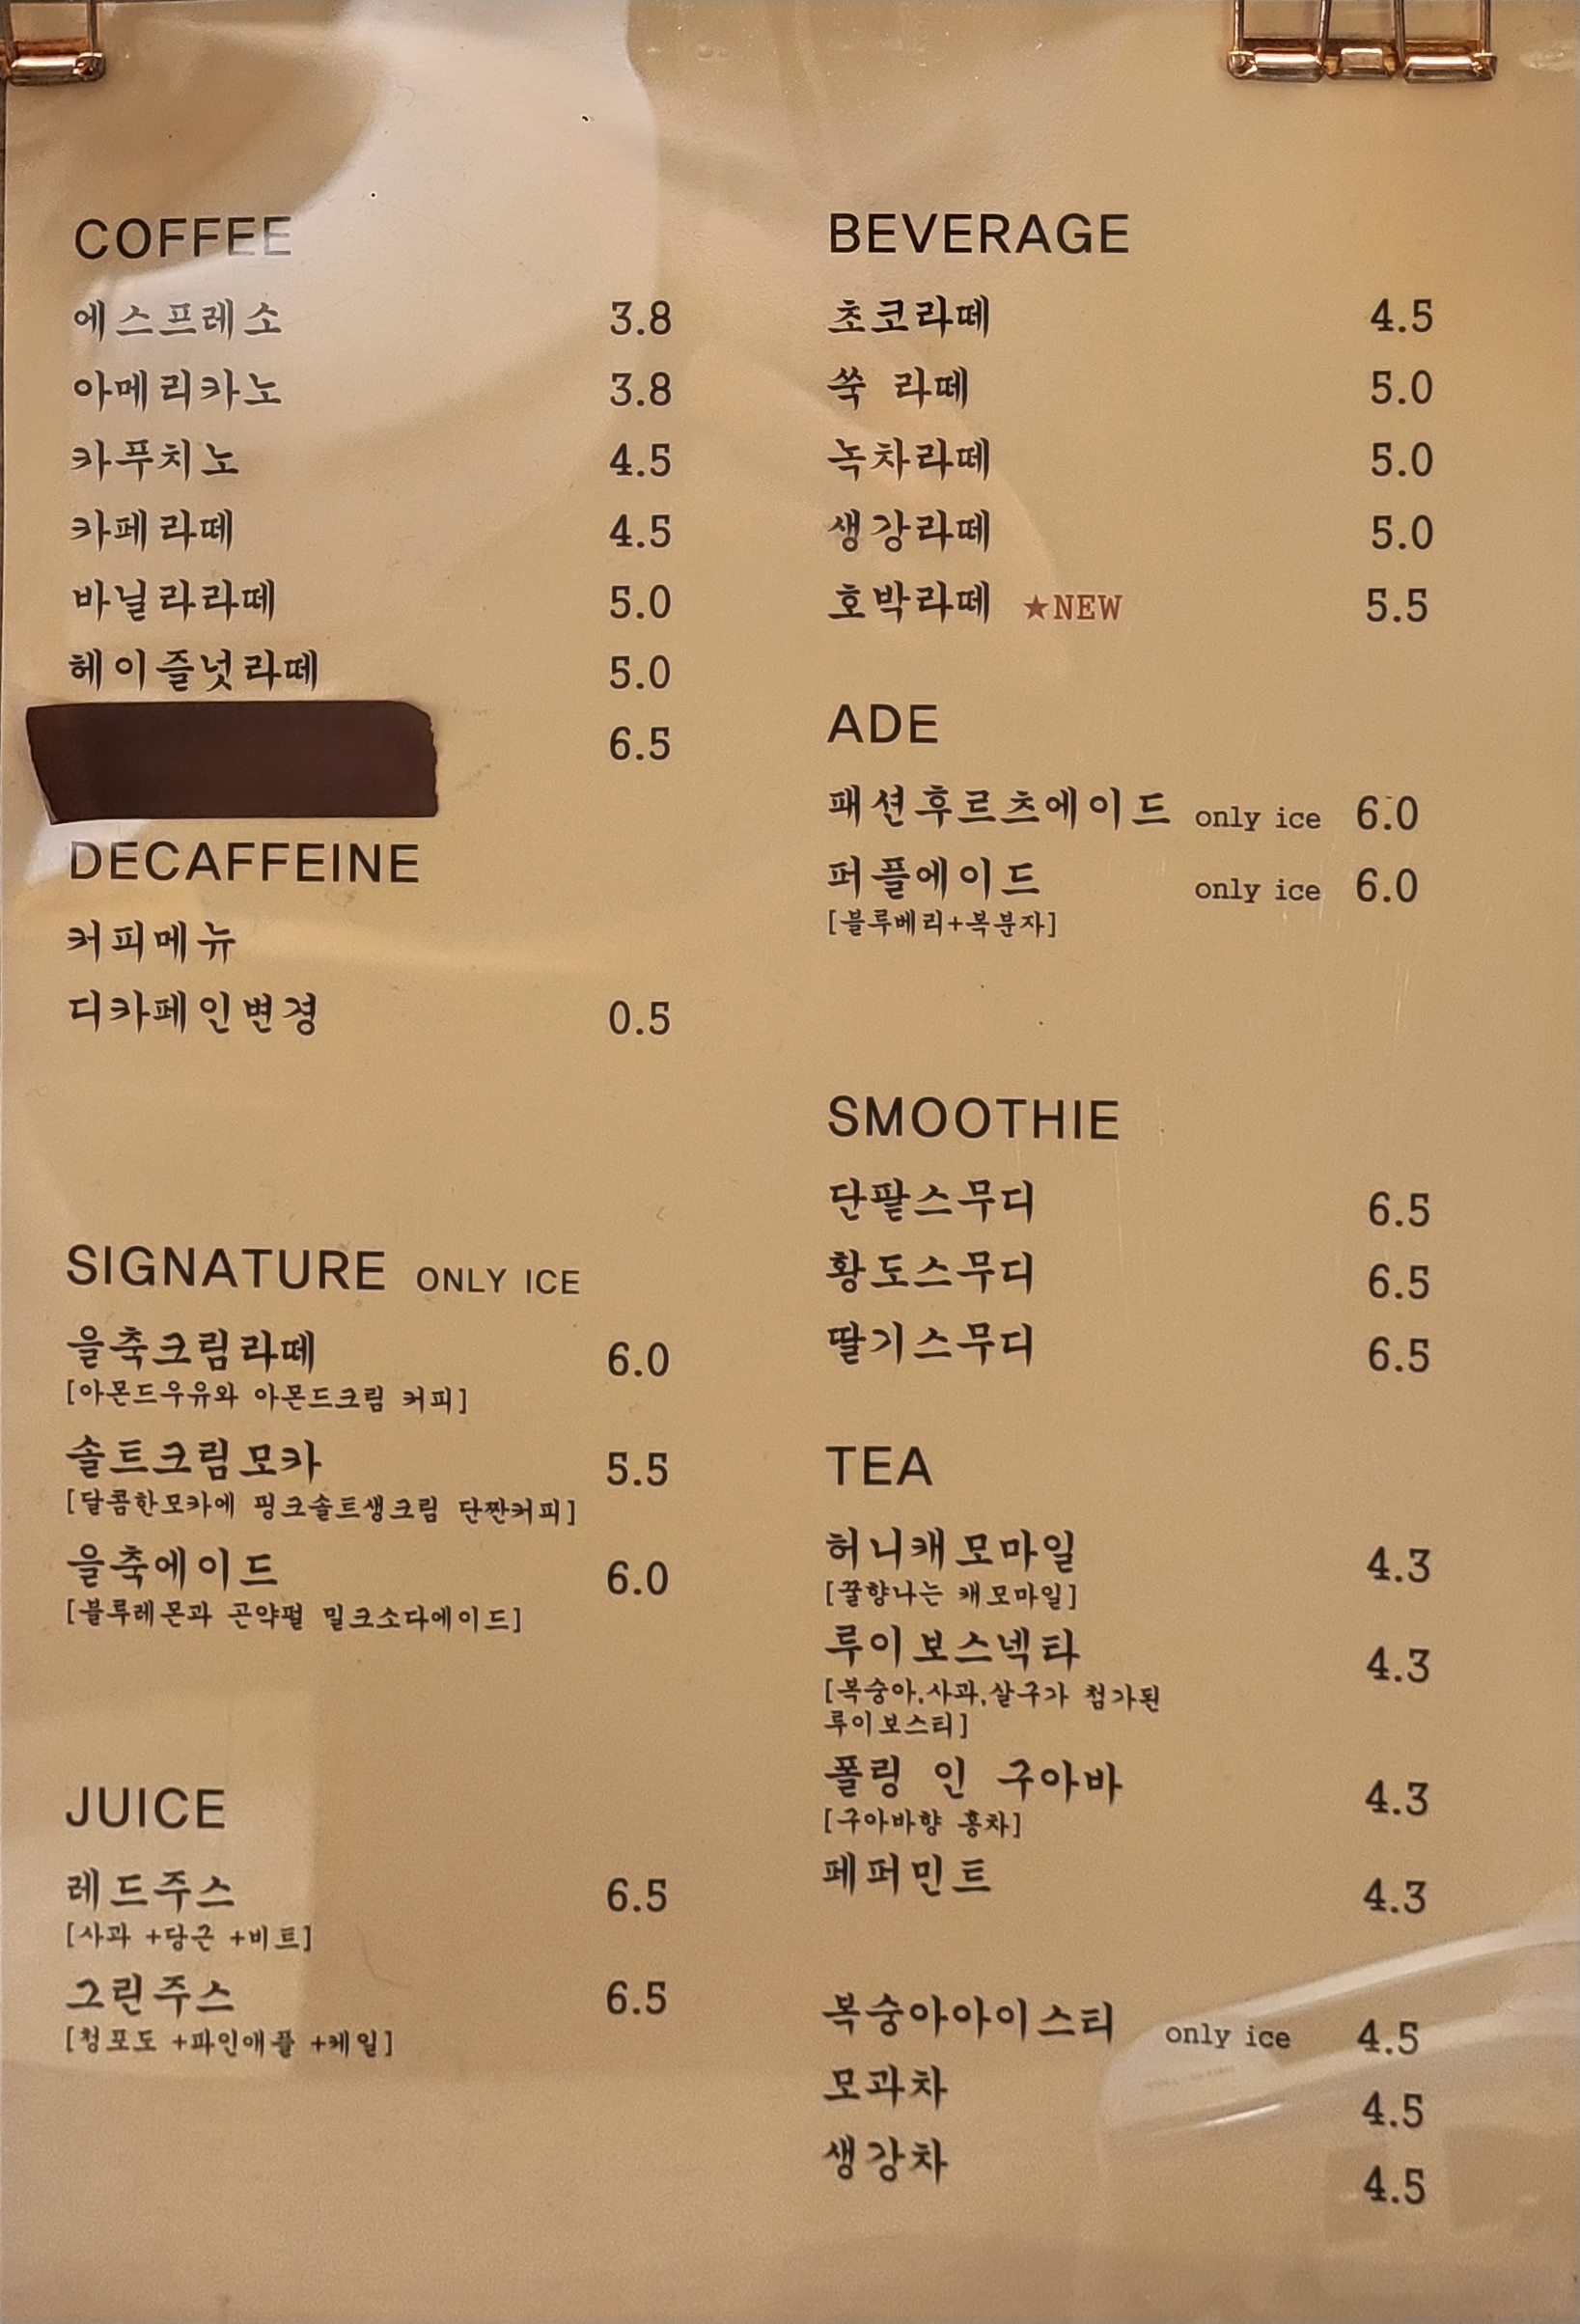 COFFEE
에스프레소 3.8
아메리카노 3.8
카푸치노 4.5
카페라떼 4.5
바닐라라떼 5.0
헤이즐넛라떼 5.0
6.5
DECAFFEINE
커피메뉴
디카페인변경 0.5
SIGNATURE ONLY ICE
을축크림라떼 6.0
[아몬드우유와 아몬드크림 커피]
솔트크림모카 5.5
[달콤한모카에 핑크솔트생크림 단짠커피]
을축에이드 6.0
[블루레몬과 곤약펄 밀크소다에이드]
JUICE
레드주스 6.5
[사과 +당근 +비트]
그린주스 6.5
[청포도 +파인애플 +케일]
BEVERAGE
초코라떼 4.5
쑥 라떼 5.0
녹차라떼 5.0
생강라떼 5.0
호박라떼 ★NEW 5.5
ADE
패션후르츠에이드 only ice 6.0
퍼플에이드 only ice 6.0
[블루베리+복분자]
SMOOTHIE
단팥스무디 6.5
황도스무디 6.5
딸기스무디 6.5
TEA
허니캐모마일 4.3
[꿀향나는 캐모마일]
루이보스넥타 4.3
[복숭아,사과,살구가 첨가된
루이보스티]
폴링 인 구아바 4.3
[구아바향 홍차]
페퍼민트 4.3
복숭아아이스티 only ice 4.5
모과차 4.5
생강차 4.5